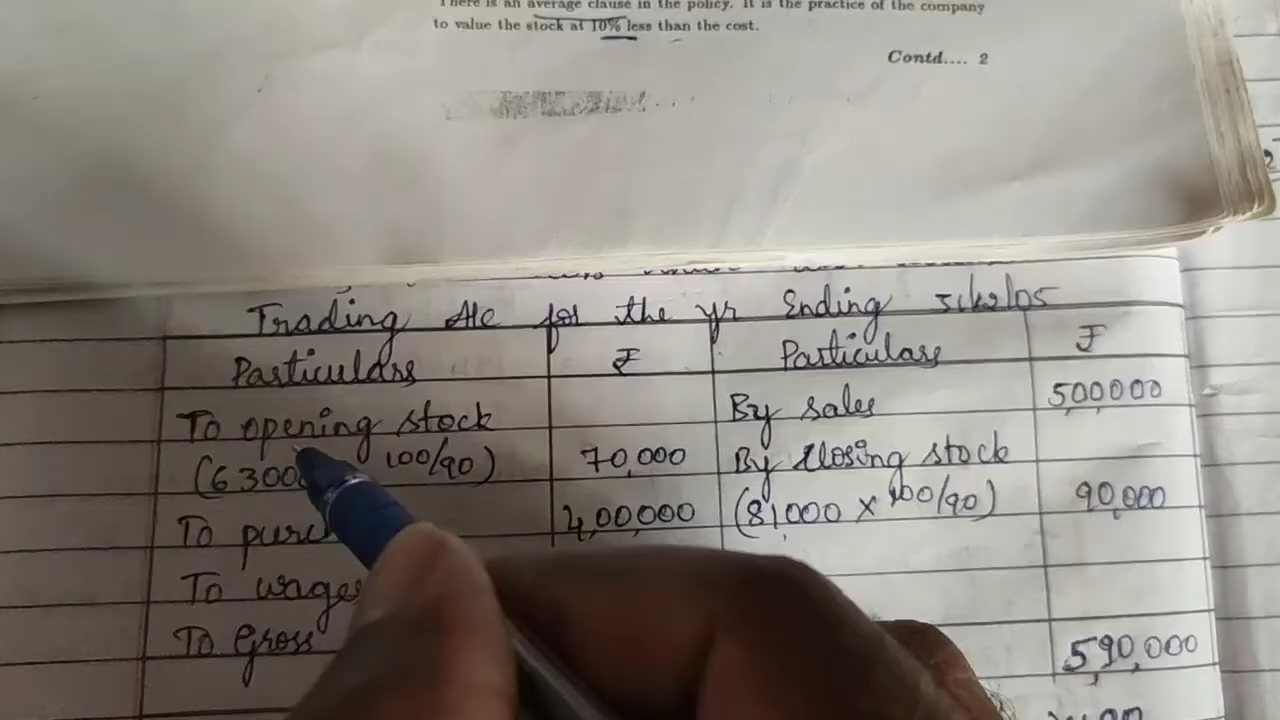 There is an average clause in the policy. It is the practice of the company
to value the stock at 10% less than the cost.
Contd.... 2
Trading A/c for the yr Ending 31/12/05
Particulars ₹ Particulars ₹
To opening stock By sales 500000
(6300 100/90) 70,000 By closing stock
To purc 4,00,000 (81,000 x 100/90) 90,000
To wages
To Gross 590,000